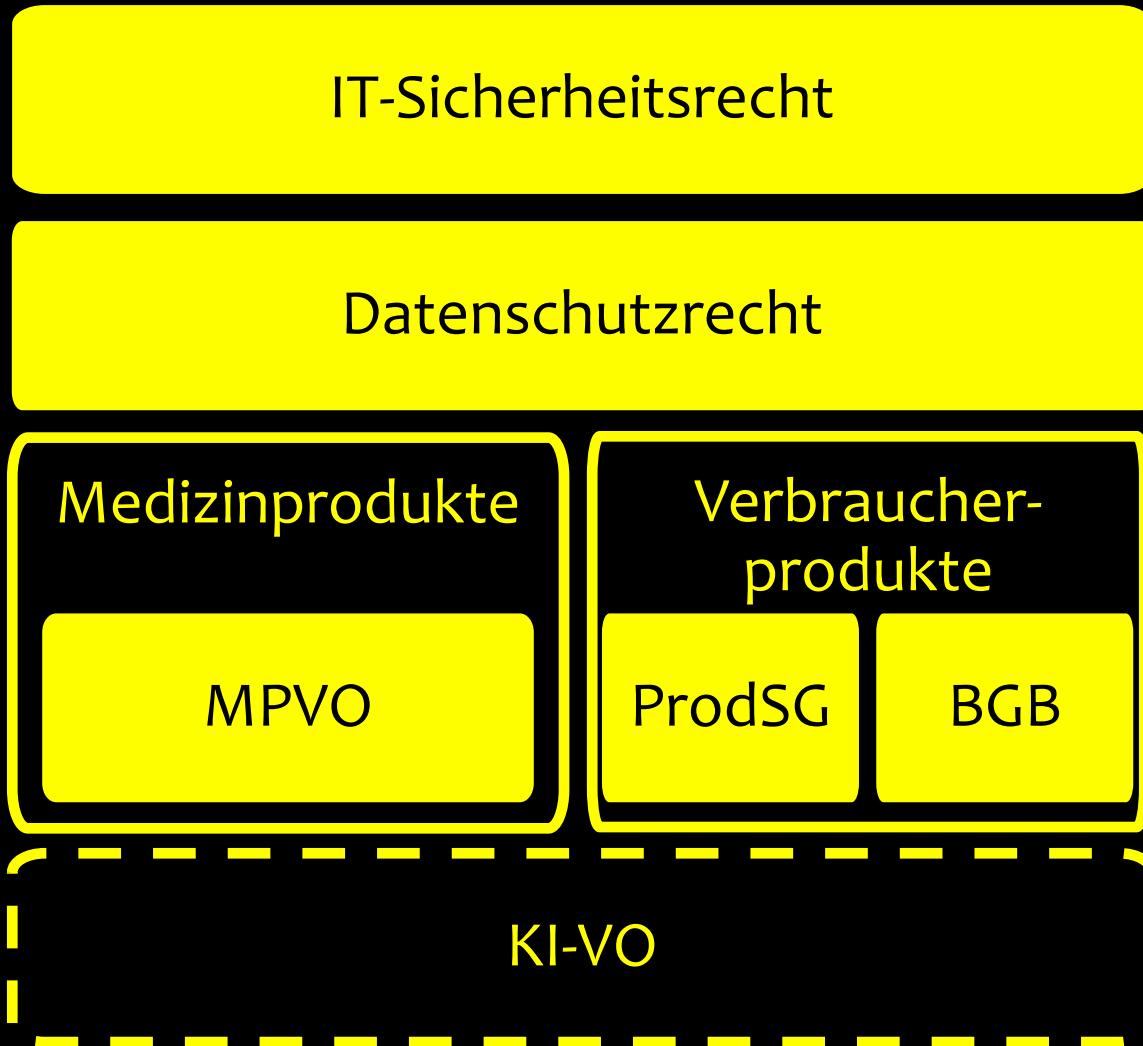 IT-Sicherheitsrecht
Datenschutzrecht
Medizinprodukte
MPVO
Verbraucher-
produkte
ProdSG
BGB
KI-VO